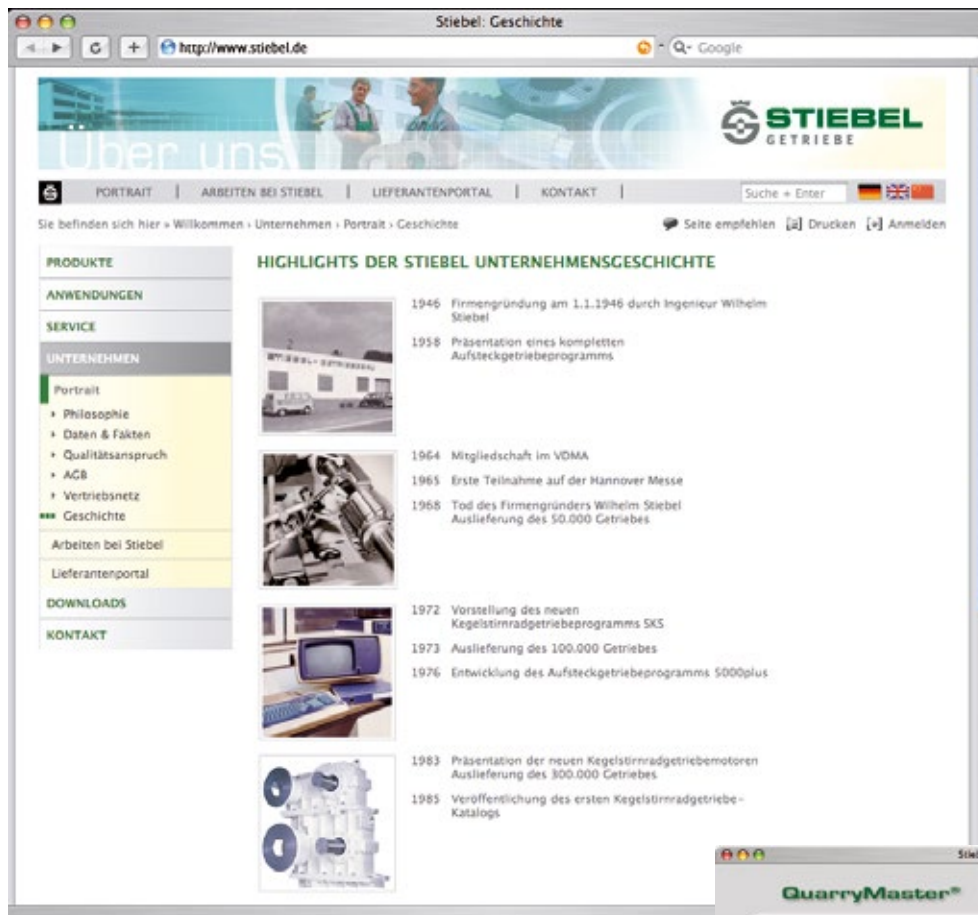 Stiebel: Geschichte
http://www.stiebel.de
Google
Über uns
STIEBEL
GETRIEBE
PORTRAIT | ARBEITEN BEI STIEBEL | LIEFERANTENPORTAL | KONTAKT |
Suche + Enter
Sie befinden sich hier » Willkommen › Unternehmen › Portrait › Geschichte
Seite empfehlen Drucken Anmelden
PRODUKTE
ANWENDUNGEN
SERVICE
UNTERNEHMEN
Portrait
Philosophie
Daten & Fakten
Qualitätsanspruch
AGB
Vertriebsnetz
Geschichte
Arbeiten bei Stiebel
Lieferantenportal
DOWNLOADS
KONTAKT
HIGHLIGHTS DER STIEBEL UNTERNEHMENSGESCHICHTE
STIEBEL-GETRIEBEBAU
1946 Firmengründung am 1.1.1946 durch Ingenieur Wilhelm
Stiebel
1958 Präsentation eines kompletten
Aufsteckgetriebeprogramms
1964 Mitgliedschaft im VDMA
1965 Erste Teilnahme auf der Hannover Messe
1968 Tod des Firmengründers Wilhelm Stiebel
Auslieferung des 50.000 Getriebes
1972 Vorstellung des neuen
Kegelstirnradgetriebeprogramms SKS
1973 Auslieferung des 100.000 Getriebes
1976 Entwicklung des Aufsteckgetriebeprogramms 5000plus
1983 Präsentation der neuen Kegelstirnradgetriebemotoren
Auslieferung des 300.000 Getriebes
1985 Veröffentlichung des ersten Kegelstirnradgetriebe-
Katalogs
QuarryMaster®